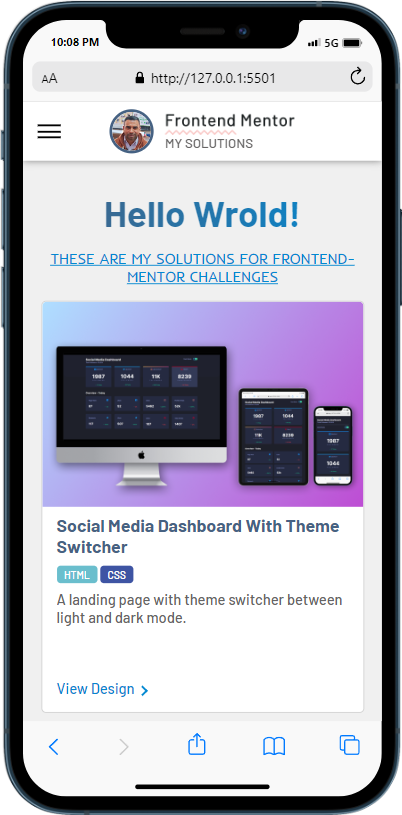 10:08 PM 5G
AA http://127.0.0.1:5501
Frontend Mentor
MY SOLUTIONS
Hello Wrold!
THESE ARE MY SOLUTIONS FOR FRONTEND-
MENTOR CHALLENGES
Social Media Dashboard
1987 1044 11K 8239
1987 1044
11K 8239
1987
1044
Social Media Dashboard With Theme
Switcher
HTML CSS
A landing page with theme switcher between
light and dark mode.
View Design